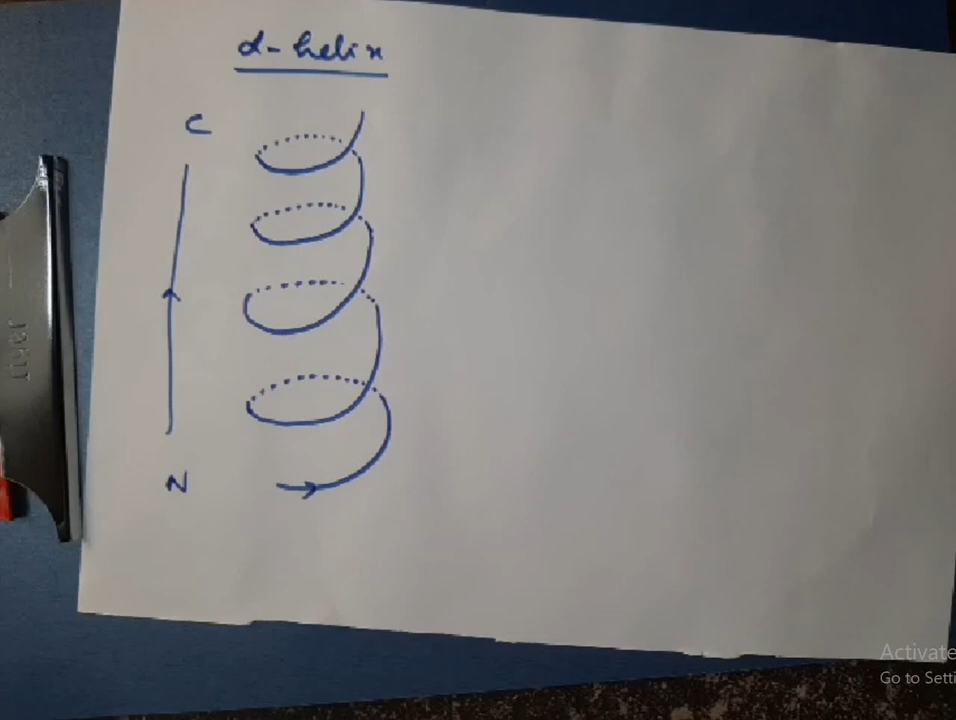 α-helix
C
N
Activate
Go to Setti